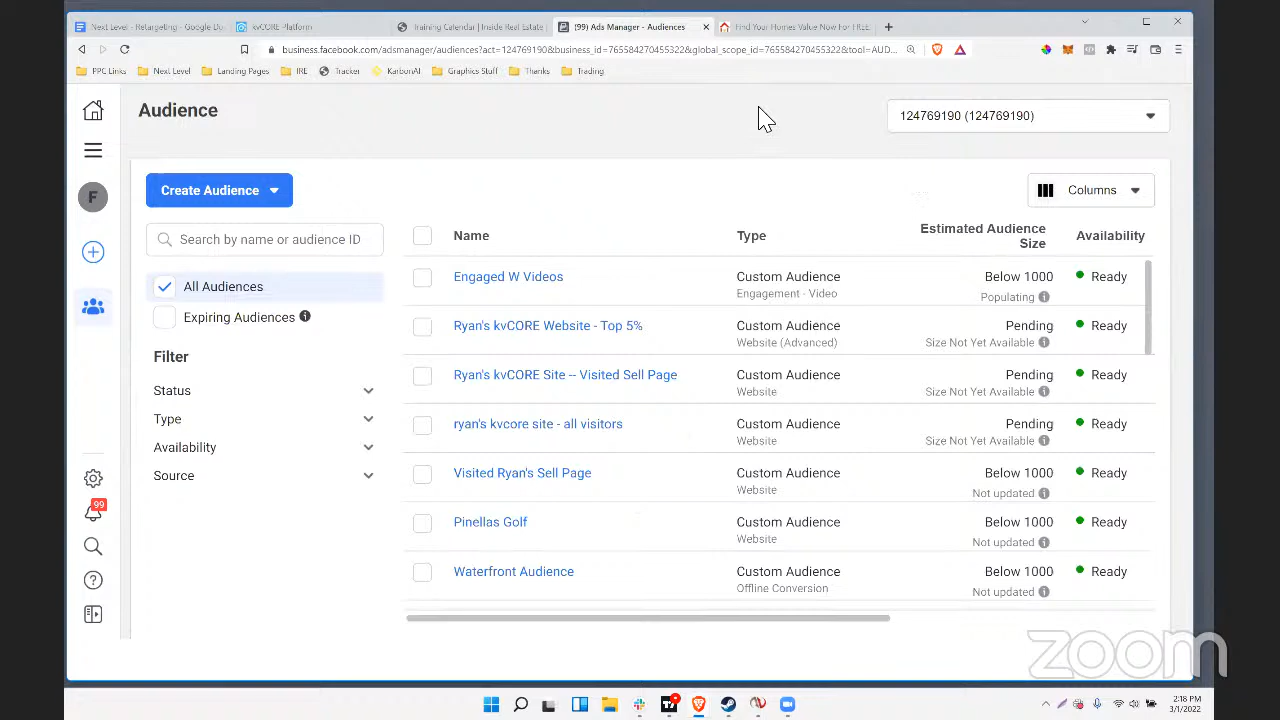 Next Level - Retargeting - Google Do
kvCORE Platform
Training Calendar | Inside Real Estate
(99) Ads Manager - Audiences
Find Your Homes Value Now For FREE
business.facebook.com/adsmanager/audiences?act=124769190&business_id=765584270455322&global_scope_id=765584270455322&tool=AUD...
PPC Links
Next Level
Landing Pages
IRE
Tracker
KarbonAI
Graphics Stuff
Thanks
Trading
Audience
124769190 (124769190)
F
Create Audience
Columns
Search by name or audience ID
All Audiences
Expiring Audiences
Filter
Status
Type
Availability
Source
99
Name
Type
Estimated Audience
Size
Availability
Engaged W Videos
Custom Audience
Engagement - Video
Below 1000
Populating
Ready
Ryan's kvCORE Website - Top 5%
Custom Audience
Website (Advanced)
Pending
Size Not Yet Available
Ready
Ryan's kvCORE Site -- Visited Sell Page
Custom Audience
Website
Pending
Size Not Yet Available
Ready
ryan's kvcore site - all visitors
Custom Audience
Website
Pending
Size Not Yet Available
Ready
Visited Ryan's Sell Page
Custom Audience
Website
Below 1000
Not updated
Ready
Pinellas Golf
Custom Audience
Website
Below 1000
Not updated
Ready
Waterfront Audience
Custom Audience
Offline Conversion
Below 1000
Not updated
Ready
zoom
2:18 PM
3/1/2022